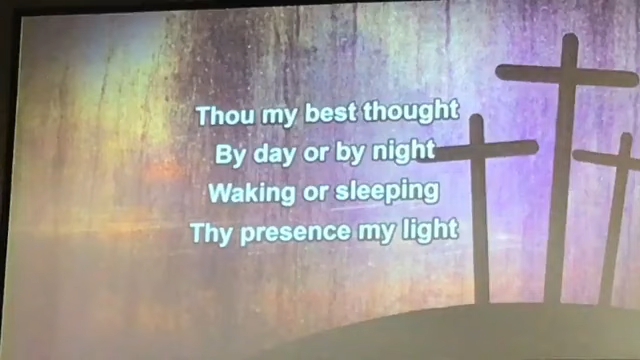 Thou my best thought
By day or by night
Waking or sleeping
Thy presence my light